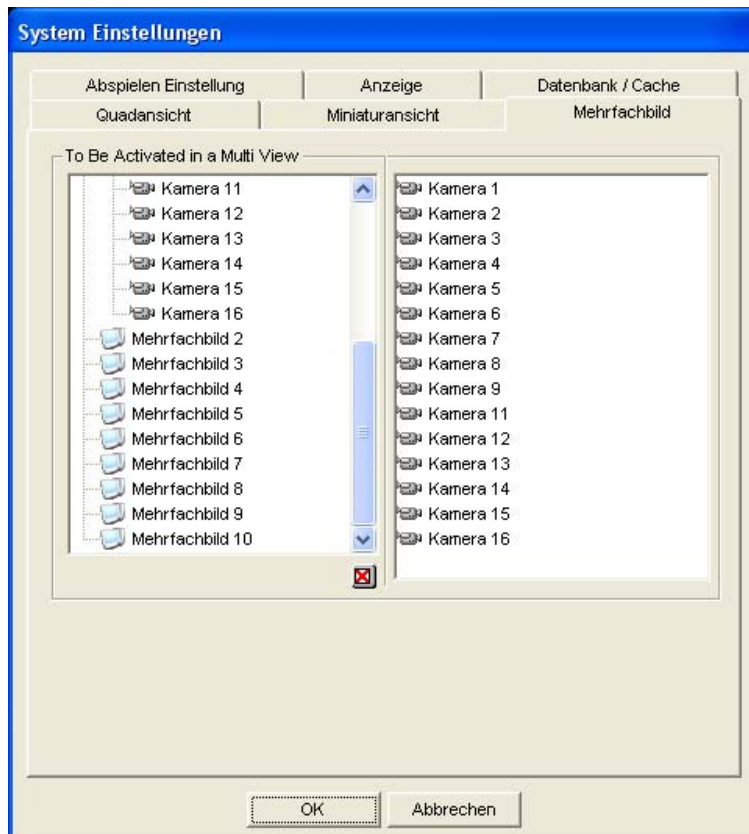 System Einstellungen
Abspielen Einstellung
Anzeige
Datenbank / Cache
Quadansicht
Miniaturansicht
Mehrfachbild
To Be Activated in a Multi View
Kamera 11
Kamera 12
Kamera 13
Kamera 14
Kamera 15
Kamera 16
Mehrfachbild 2
Mehrfachbild 3
Mehrfachbild 4
Mehrfachbild 5
Mehrfachbild 6
Mehrfachbild 7
Mehrfachbild 8
Mehrfachbild 9
Mehrfachbild 10
Kamera 1
Kamera 2
Kamera 3
Kamera 4
Kamera 5
Kamera 6
Kamera 7
Kamera 8
Kamera 9
Kamera 11
Kamera 12
Kamera 13
Kamera 14
Kamera 15
Kamera 16
OK
Abbrechen